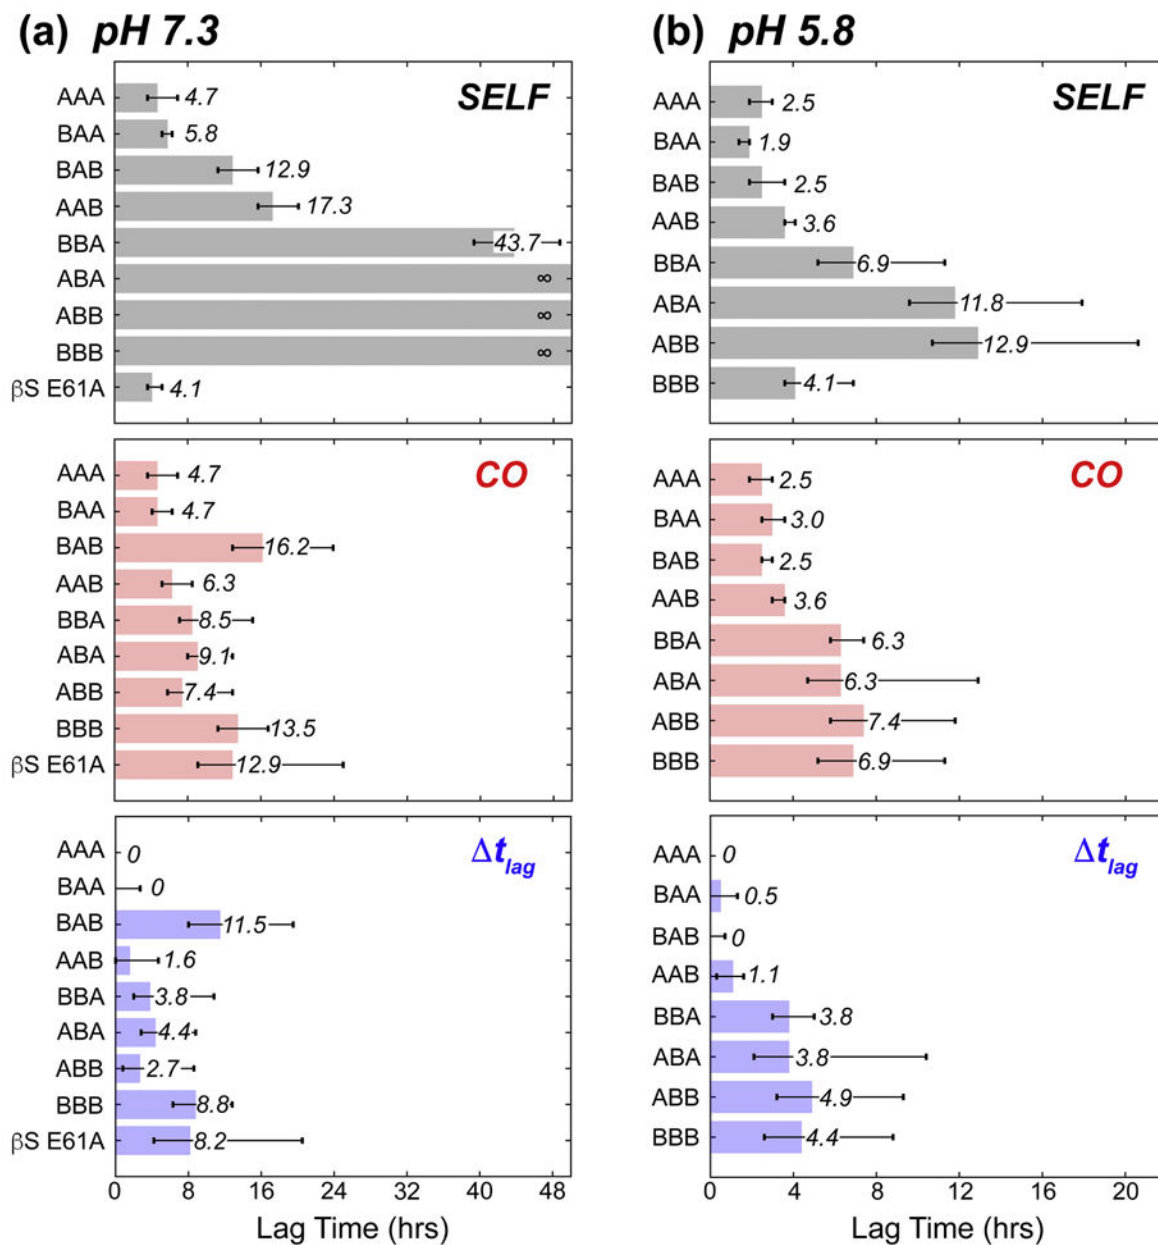 (a) pH 7.3
SELF
AAA 4.7
BAA 5.8
BAB 12.9
AAB 17.3
BBA 43.7
ABA ∞
ABB ∞
BBB ∞
βS E61A 4.1
CO
AAA 4.7
BAA 4.7
BAB 16.2
AAB 6.3
BBA 8.5
ABA 9.1
ABB 7.4
BBB 13.5
βS E61A 12.9
Δtlag
AAA 0
BAA 0
BAB 11.5
AAB 1.6
BBA 3.8
ABA 4.4
ABB 2.7
BBB 8.8
βS E61A 8.2
0 8 16 24 32 40 48
Lag Time (hrs)
(b) pH 5.8
SELF
AAA 2.5
BAA 1.9
BAB 2.5
AAB 3.6
BBA 6.9
ABA 11.8
ABB 12.9
BBB 4.1
CO
AAA 2.5
BAA 3.0
BAB 2.5
AAB 3.6
BBA 6.3
ABA 6.3
ABB 7.4
BBB 6.9
Δtlag
AAA 0
BAA 0.5
BAB 0
AAB 1.1
BBA 3.8
ABA 3.8
ABB 4.9
BBB 4.4
0 4 8 12 16 20
Lag Time (hrs)